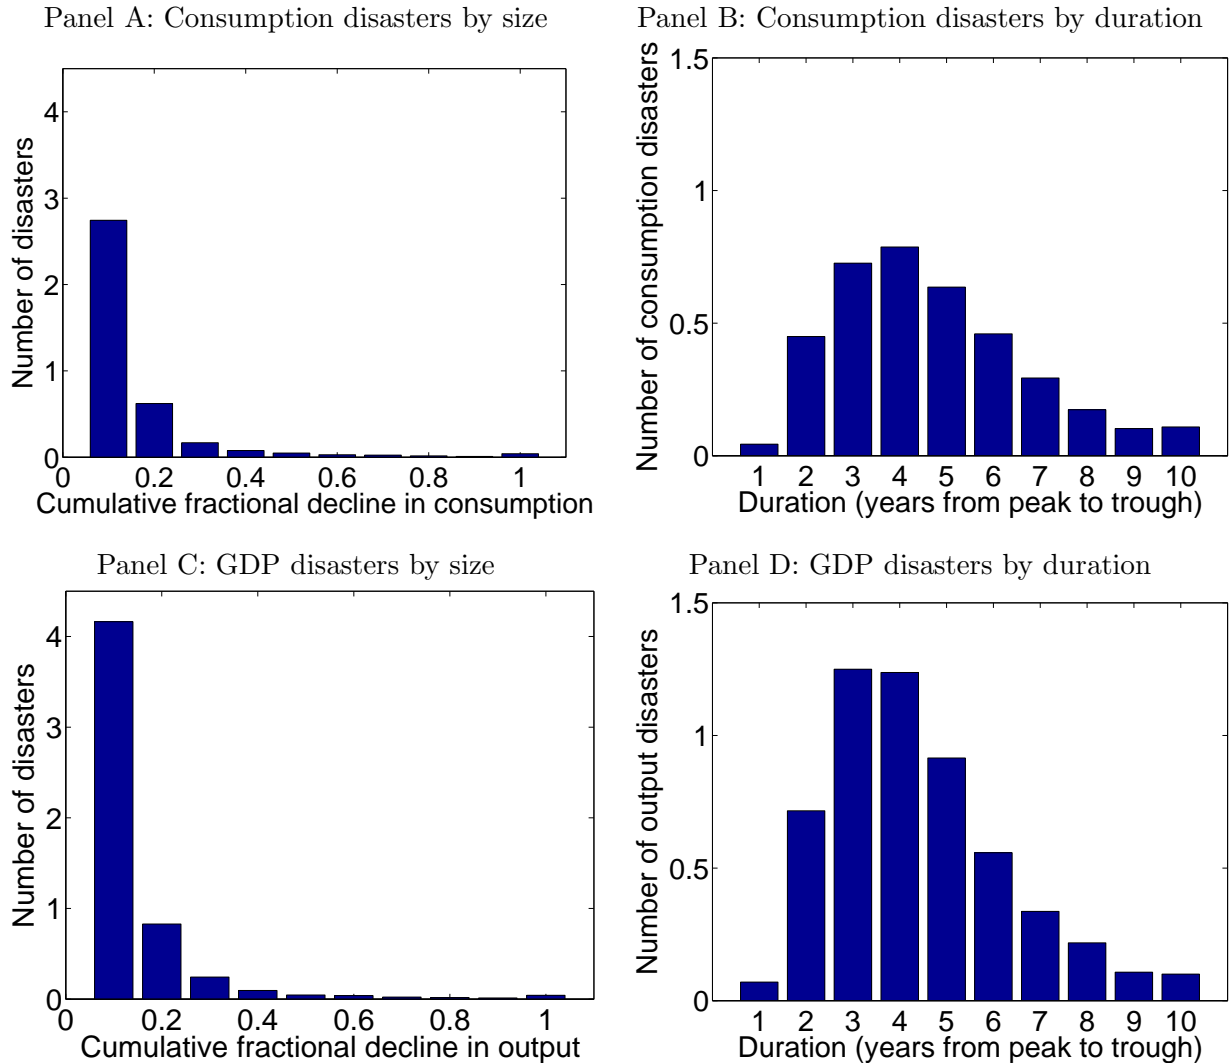 Panel A: Consumption disasters by size
4
3
2
1
0
Number of disasters
0 0.2 0.4 0.6 0.8 1
Cumulative fractional decline in consumption
Panel B: Consumption disasters by duration
1.5
1
0.5
0
Number of consumption disasters
1 2 3 4 5 6 7 8 9 10
Duration (years from peak to trough)
Panel C: GDP disasters by size
4
3
2
1
0
Number of disasters
0 0.2 0.4 0.6 0.8 1
Cumulative fractional decline in output
Panel D: GDP disasters by duration
1.5
1
0.5
0
Number of output disasters
1 2 3 4 5 6 7 8 9 10
Duration (years from peak to trough)